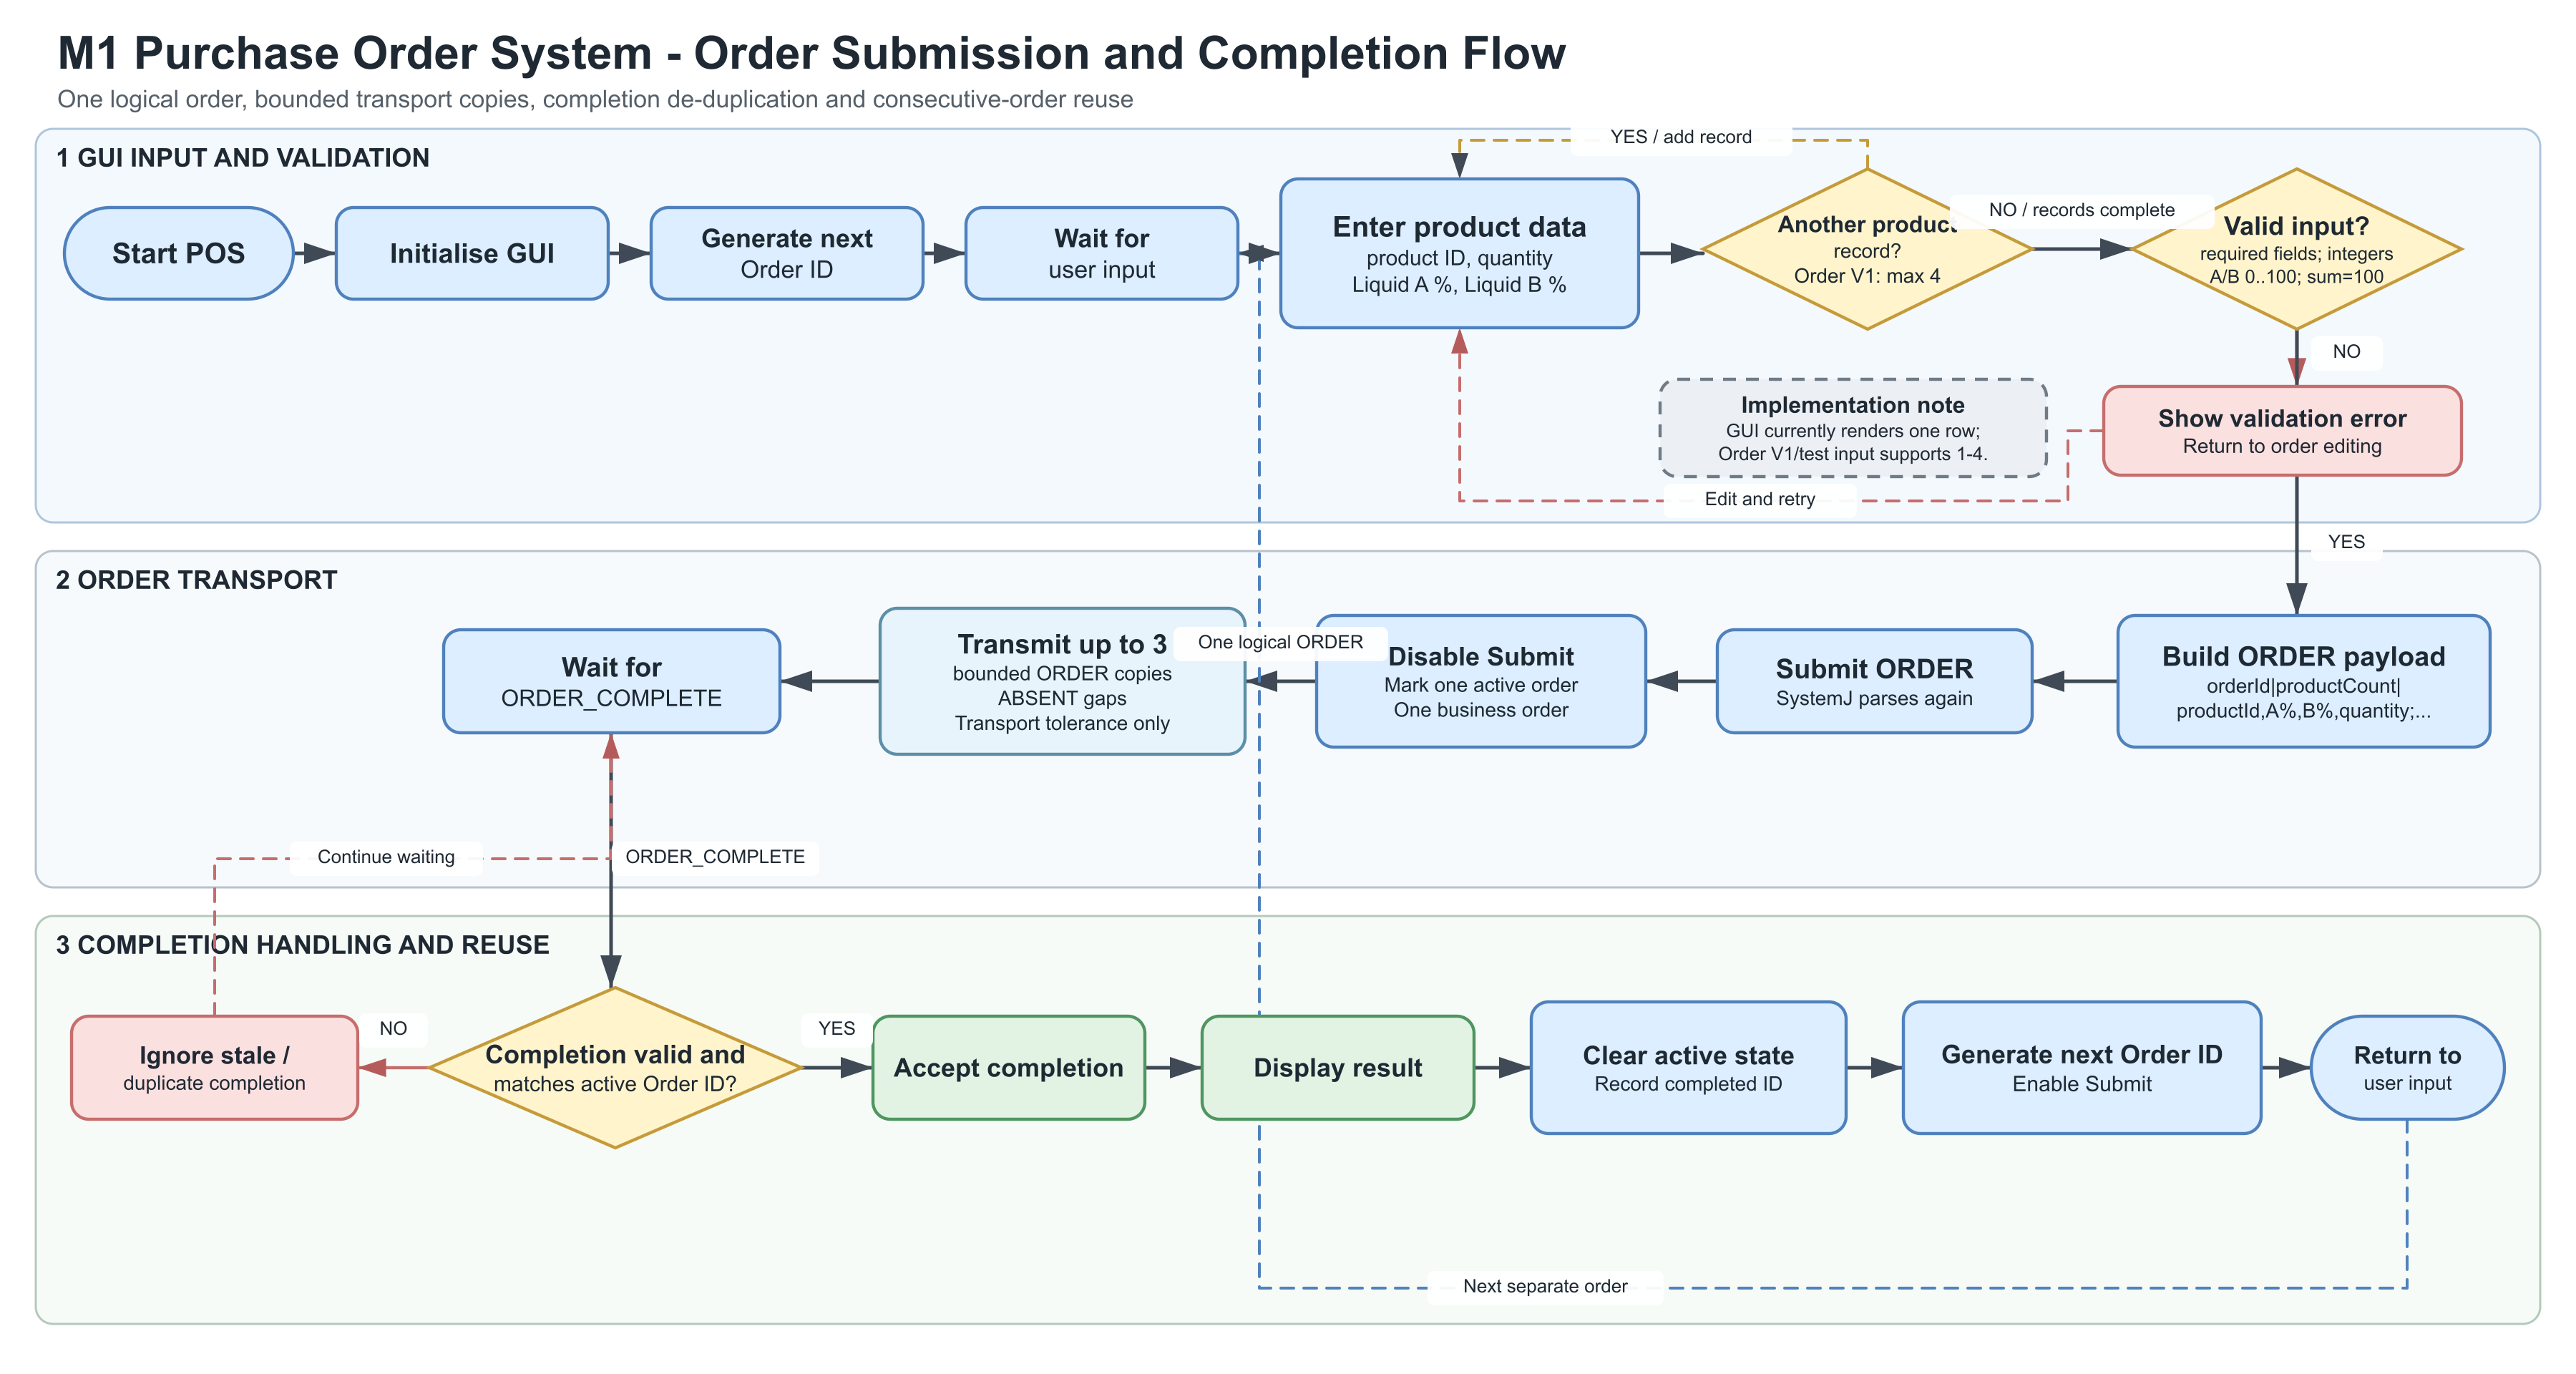 M1 Purchase Order System - Order Submission and Completion Flow
One logical order, bounded transport copies, completion de-duplication and consecutive-order reuse
1 GUI INPUT AND VALIDATION
YES / add record
Start POS
Initialise GUI
Generate next
Order ID
Wait for
user input
Enter product data
product ID, quantity
Liquid A %, Liquid B %
Another product
record?
Order V1: max 4
NO / records complete
Valid input?
required fields; integers
A/B 0..100; sum=100
NO
Implementation note
GUI currently renders one row;
Order V1/test input supports 1-4.
Show validation error
Return to order editing
Edit and retry
YES
2 ORDER TRANSPORT
Wait for
ORDER_COMPLETE
Transmit up to 3
bounded ORDER copies
ABSENT gaps
Transport tolerance only
One logical ORDER
Disable Submit
Mark one active order
One business order
Submit ORDER
SystemJ parses again
Build ORDER payload
orderId|productCount|
productId,A%,B%,quantity;...
Continue waiting
ORDER_COMPLETE
3 COMPLETION HANDLING AND REUSE
Ignore stale /
duplicate completion
NO
Completion valid and
matches active Order ID?
YES
Accept completion
Display result
Clear active state
Record completed ID
Generate next Order ID
Enable Submit
Return to
user input
Next separate order